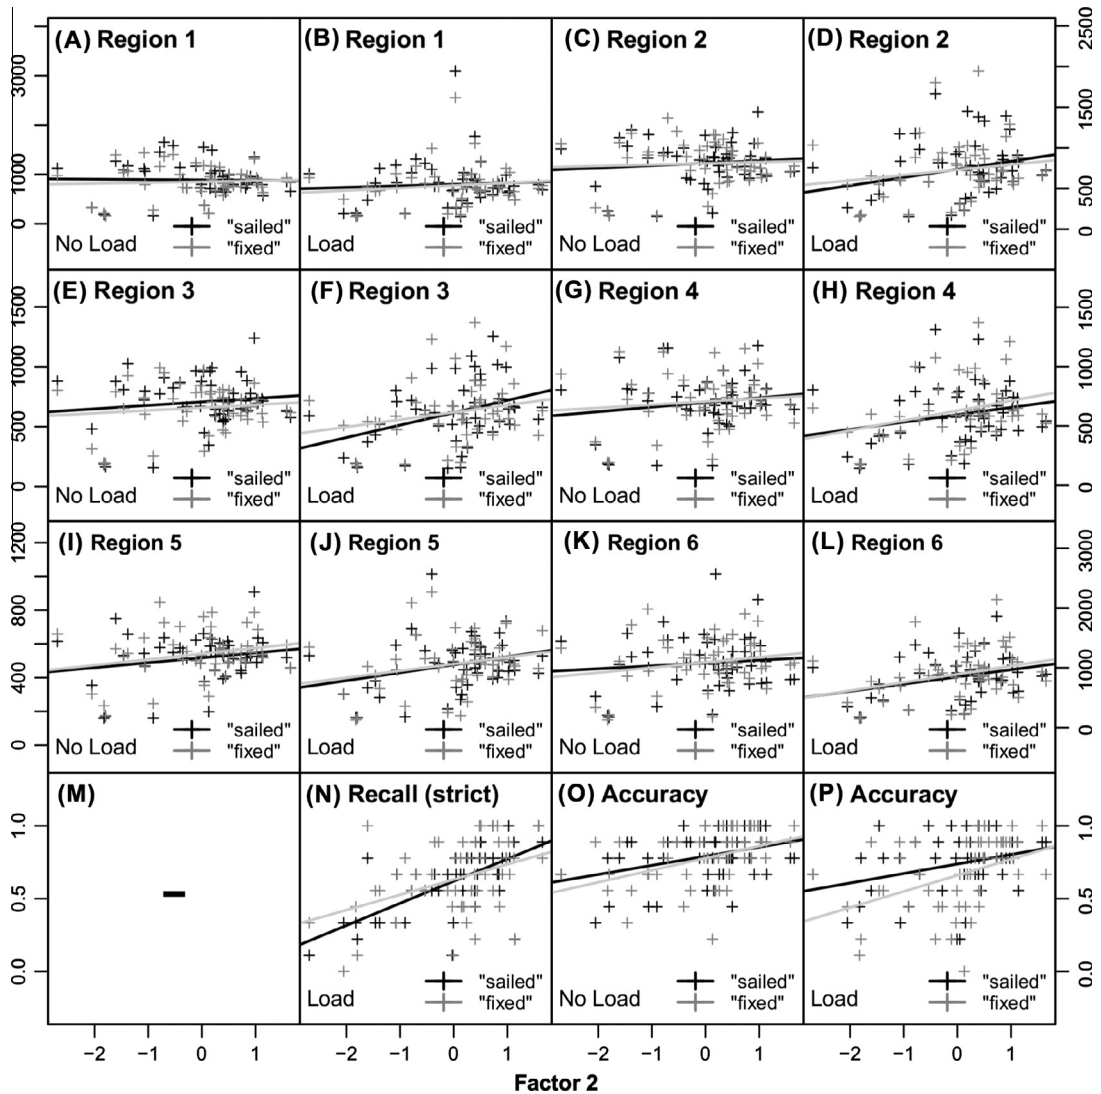 (A) Region 1
(B) Region 1
(C) Region 2
(D) Region 2
3000
1000
0
2500
1500
500
0
No Load
"sailed"
"fixed"
Load
"sailed"
"fixed"
No Load
"sailed"
"fixed"
Load
"sailed"
"fixed"
(E) Region 3
(F) Region 3
(G) Region 4
(H) Region 4
1500
1000
500
0
1500
1000
500
0
No Load
"sailed"
"fixed"
Load
"sailed"
"fixed"
No Load
"sailed"
"fixed"
Load
"sailed"
"fixed"
(I) Region 5
(J) Region 5
(K) Region 6
(L) Region 6
1200
800
400
0
3000
2000
1000
0
No Load
"sailed"
"fixed"
Load
"sailed"
"fixed"
No Load
"sailed"
"fixed"
Load
"sailed"
"fixed"
(M)
(N) Recall (strict)
(O) Accuracy
(P) Accuracy
1.0
0.5
0.0
1.0
0.5
0.0
Load
"sailed"
"fixed"
No Load
"sailed"
"fixed"
Load
"sailed"
"fixed"
−2 −1 0 1
−2 −1 0 1
−2 −1 0 1
−2 −1 0 1
Factor 2